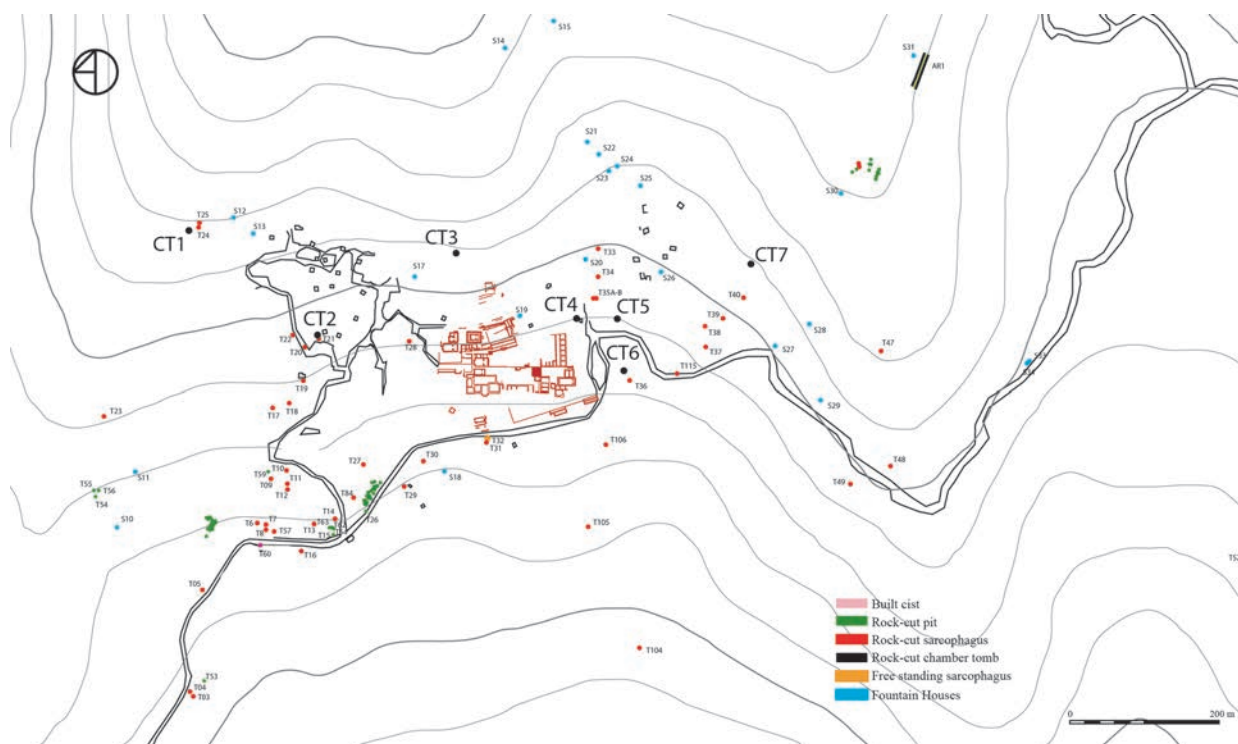 S15
S14
S31
AR1
S21
S22
S24
S23
S25
S30
T25
S12
T24
S13
CT1
CT3
T33
S20
CT7
S17
T34
S26
T35A-B
T40
S19
CT4
CT5
T39
CT2
T38
S28
T22
T21
T28
T20
T37
S27
T47
CT6
T19
T36
T115
T18
T17
T23
S29
T32
T31
T106
T30
T27
T48
S11
T59
T10
T11
T09
T12
S18
T49
T55
T56
T54
T84
T29
T14
T26
S10
T6
T7
T63
T8
T57
T13
T15
T105
T60
T16
T05
T53
T04
T03
T104
Built cist
Rock-cut pit
Rock-cut sarcophagus
Rock-cut chamber tomb
Free standing sarcophagus
Fountain Houses
0
200 m